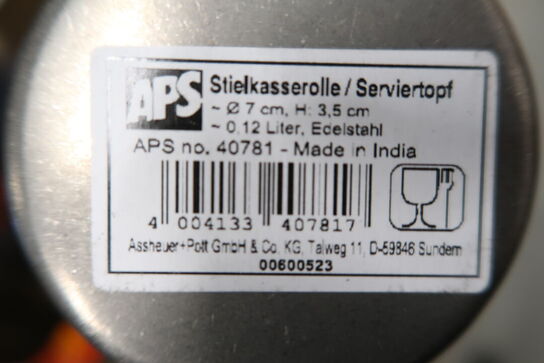 APS
Stielkasserolle / Serviertopf
~ Ø 7 cm, H: 3,5 cm
~ 0,12 Liter, Edelstahl
APS no. 40781 - Made in India
4 004133 407817
Assheuer+Pott GmbH & Co. KG, Talweg 11, D-59846 Sundern
00600523